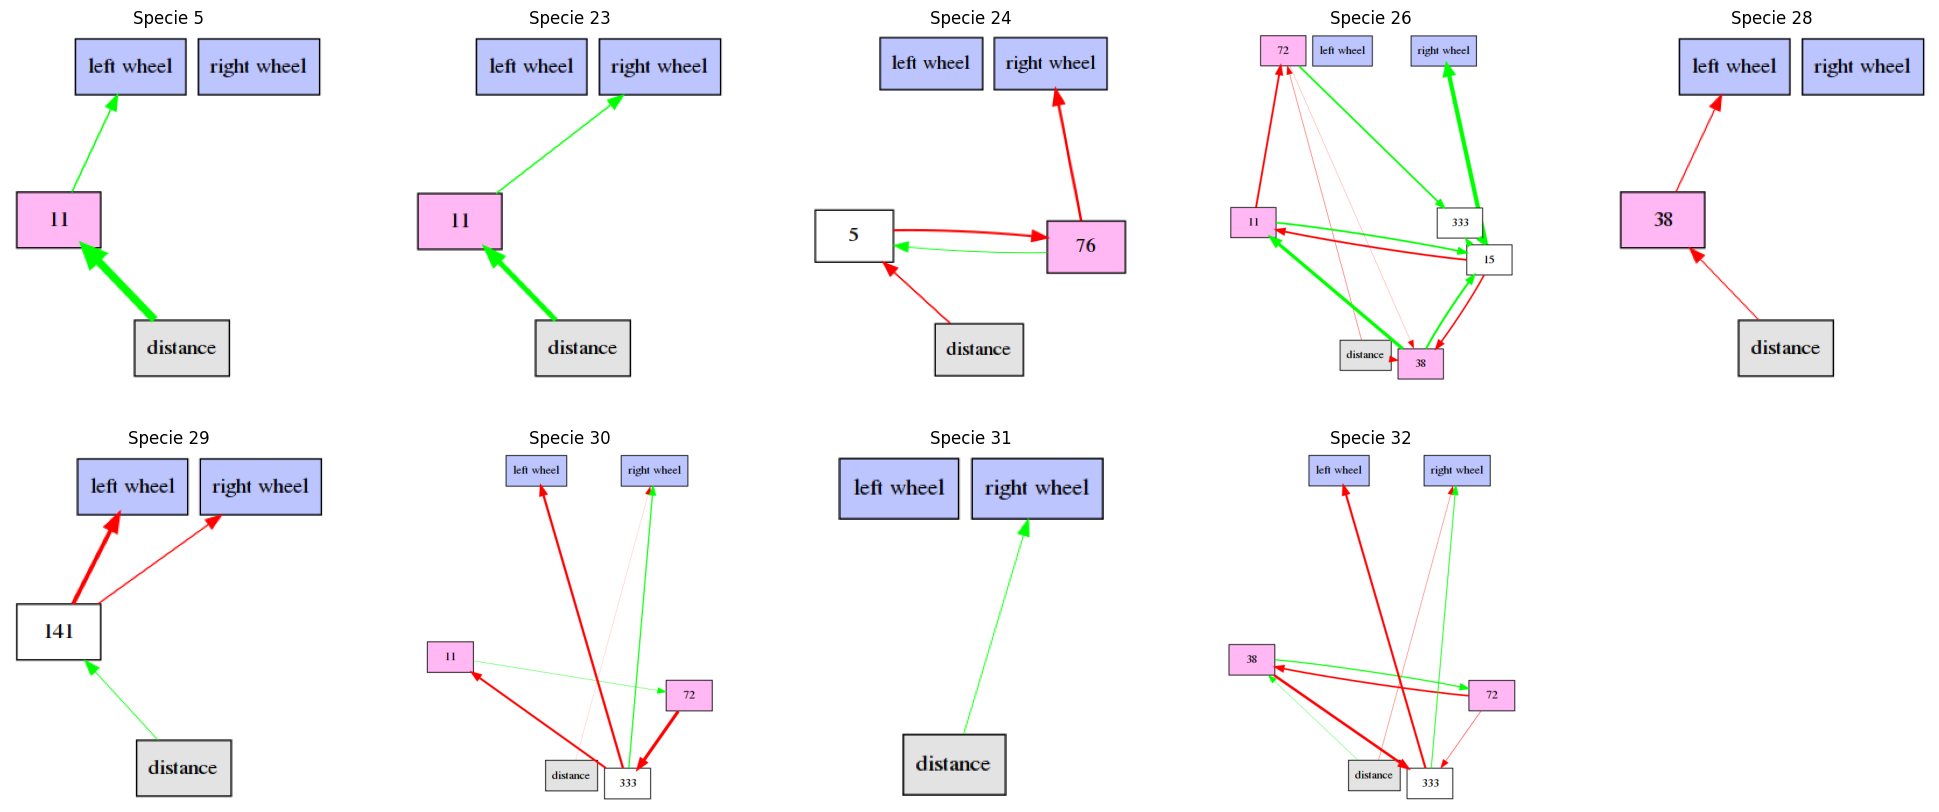 Specie 5
left wheel
right wheel
11
distance
Specie 23
left wheel
right wheel
11
distance
Specie 24
left wheel
right wheel
5
76
distance
Specie 26
72
left wheel
right wheel
11
333
15
distance
38
Specie 28
left wheel
right wheel
38
distance
Specie 29
left wheel
right wheel
141
distance
Specie 30
left wheel
right wheel
11
72
distance
333
Specie 31
left wheel
right wheel
distance
Specie 32
left wheel
right wheel
38
72
distance
333